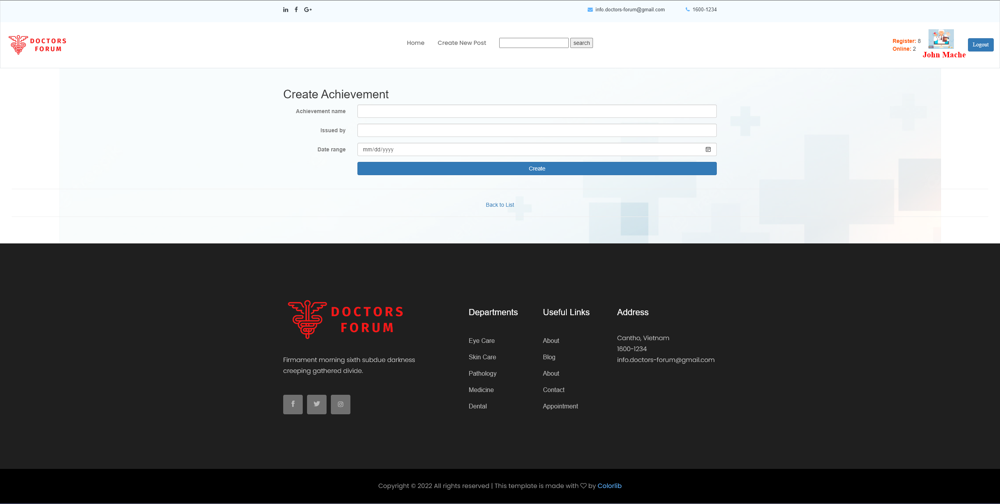 info.doctors-forum@gmail.com
1600-1234
DOCTORS
FORUM
Home
Create New Post
search
Register: 8
Online: 2
John Mache
Logout
Create Achievement
Achievement name
Issued by
Date range
mm/dd/yyyy
Create
Back to List
DOCTORS
FORUM
Firmament morning sixth subdue darkness
creeping gathered divide.
Departments
Eye Care
Skin Care
Pathology
Medicine
Dental
Useful Links
About
Blog
About
Contact
Appointment
Address
Cantho, Vietnam
1600-1234
info.doctors-forum@gmail.com
Copyright © 2022 All rights reserved | This template is made with ♡ by Colorlib